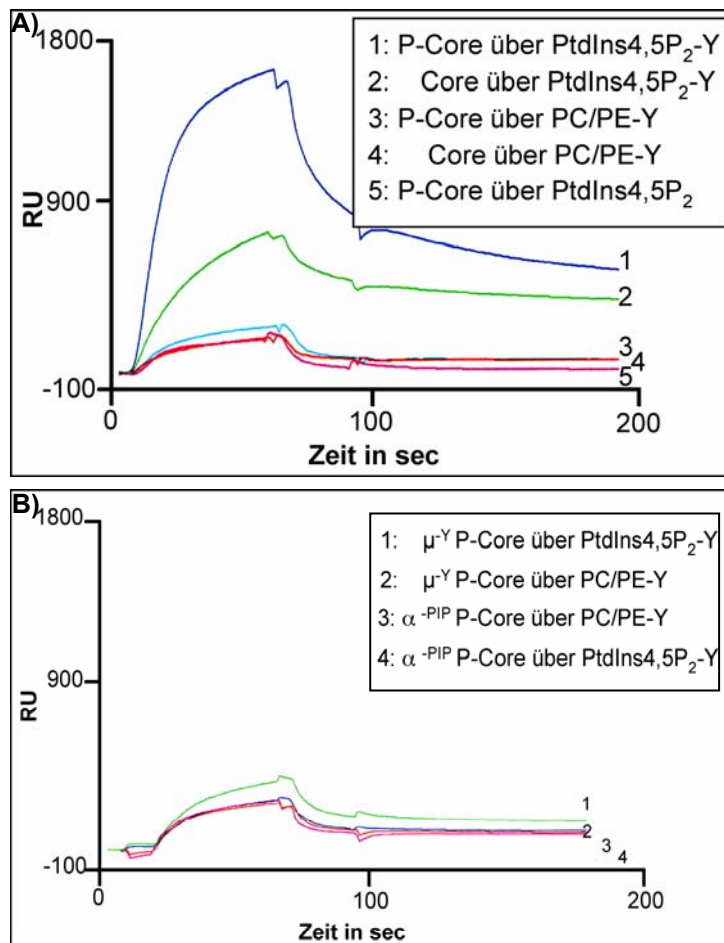 A)
1800
1: P-Core über PtdIns4,5P₂-Y
2: Core über PtdIns4,5P₂-Y
3: P-Core über PC/PE-Y
4: Core über PC/PE-Y
5: P-Core über PtdIns4,5P₂
900
RU
1
2
3
4
5
-100
0
100
200
Zeit in sec
B)
1800
1: µ⁻ʸ P-Core über PtdIns4,5P₂-Y
2: µ⁻ʸ P-Core über PC/PE-Y
3: α ⁻ᴾᴵᴾ P-Core über PC/PE-Y
4: α ⁻ᴾᴵᴾ P-Core über PtdIns4,5P₂-Y
900
RU
1
2
3
4
-100
0
100
200
Zeit in sec